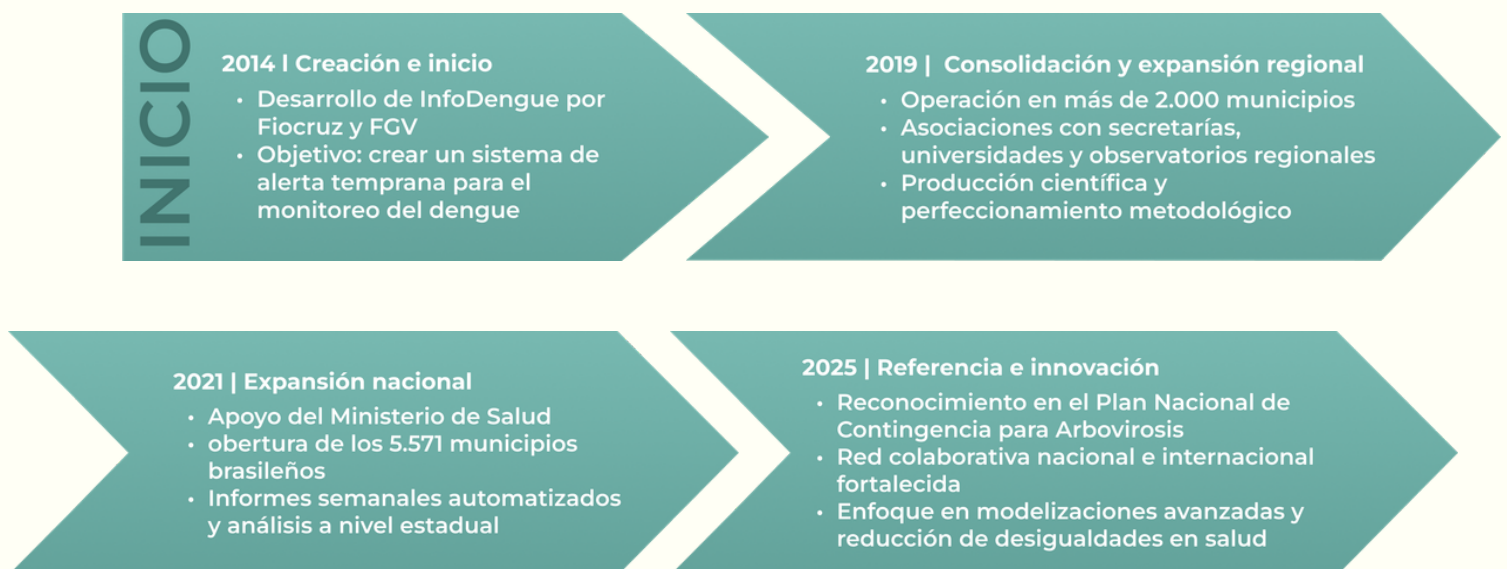 INICIO
2014 l Creación e inicio
• Desarrollo de InfoDengue por
Fiocruz y FGV
• Objetivo: crear un sistema de
alerta temprana para el
monitoreo del dengue
2019 | Consolidación y expansión regional
• Operación en más de 2.000 municipios
• Asociaciones con secretarías,
universidades y observatorios regionales
• Producción científica y
perfeccionamiento metodológico
2021 | Expansión nacional
• Apoyo del Ministerio de Salud
• obertura de los 5.571 municipios
brasileños
• Informes semanales automatizados
y análisis a nivel estadual
2025 | Referencia e innovación
• Reconocimiento en el Plan Nacional de
Contingencia para Arbovirosis
• Red colaborativa nacional e internacional
fortalecida
• Enfoque en modelizaciones avanzadas y
reducción de desigualdades en salud